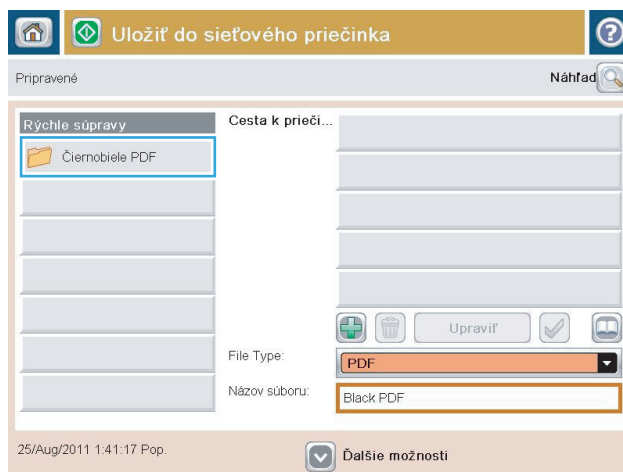 Uložiť do sieťového priečinka
Pripravené
Náhľad
Rýchle súpravy
Čiernobiele PDF
Cesta k prieči...
Upraviť
File Type:
PDF
Názov súboru:
Black PDF
25/Aug/2011 1:41:17 Pop.
Ďalšie možnosti